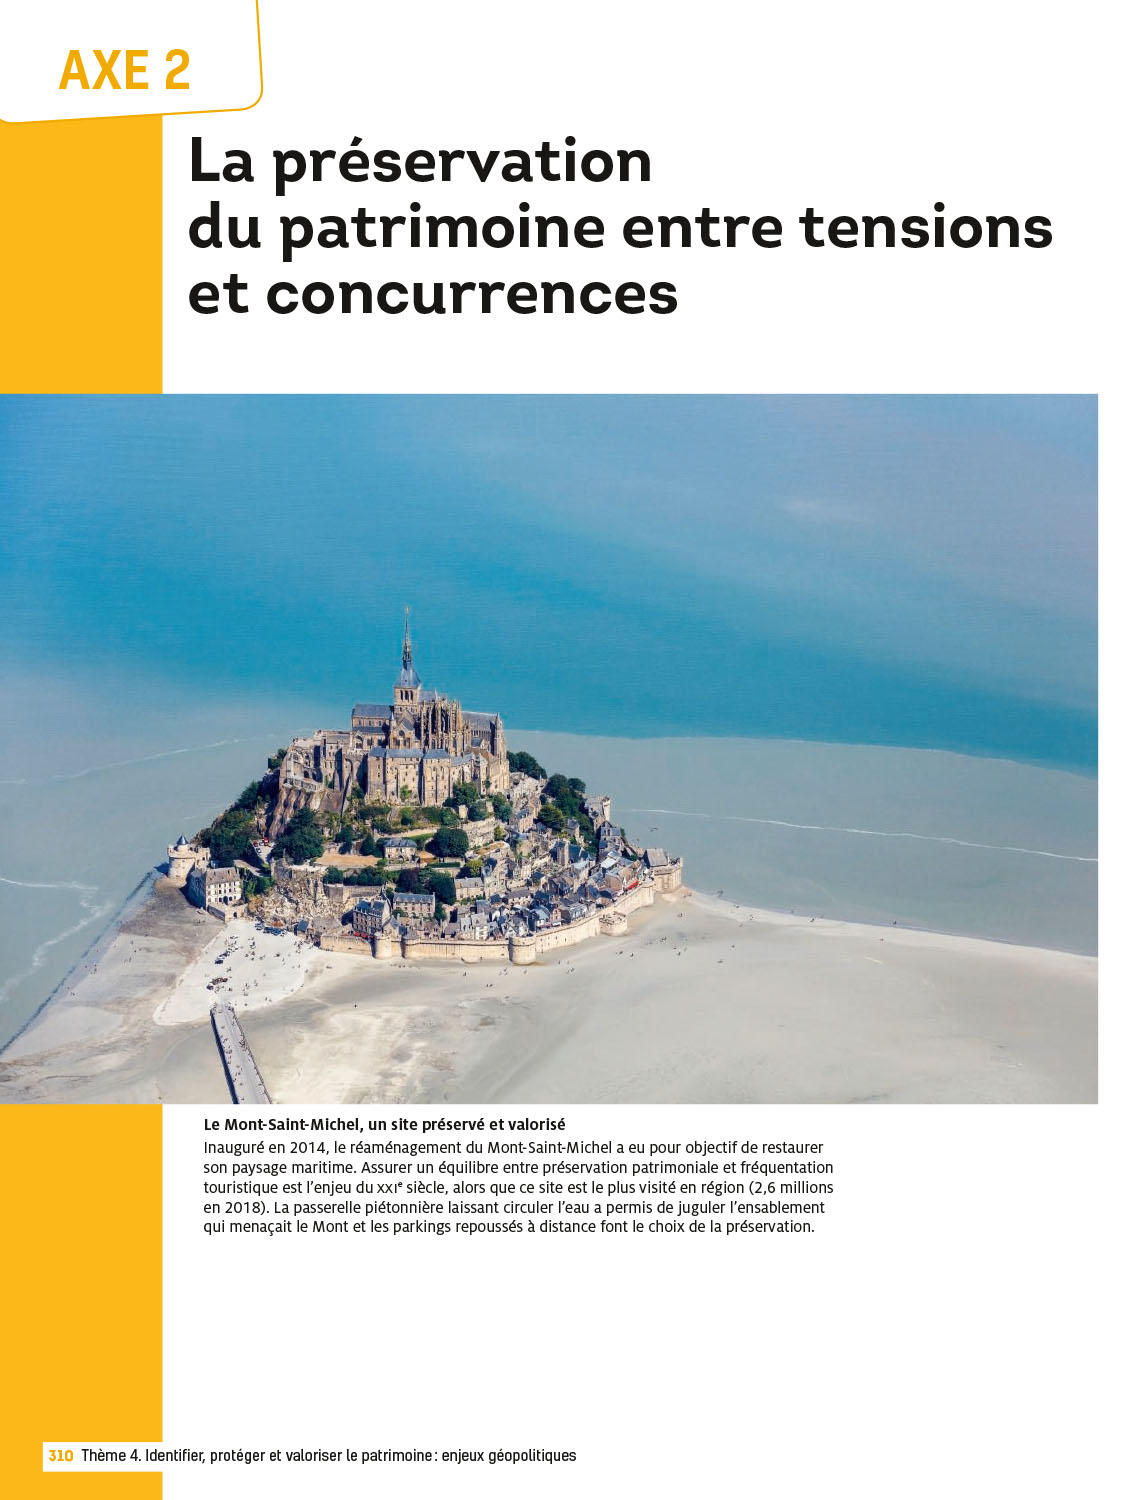 AXE 2
La préservation
du patrimoine entre tensions
et concurrences
Le Mont-Saint-Michel, un site préservé et valorisé
Inauguré en 2014, le réaménagement du Mont-Saint-Michel a eu pour objectif de restaurer
son paysage maritime. Assurer un équilibre entre préservation patrimoniale et fréquentation
touristique est l’enjeu du XXIe siècle, alors que ce site est le plus visité en région (2,6 millions
en 2018). La passerelle piétonnière laissant circuler l’eau a permis de juguler l’ensablement
qui menaçait le Mont et les parkings repoussés à distance font le choix de la préservation.
310 Thème 4. Identifier, protéger et valoriser le patrimoine : enjeux géopolitiques